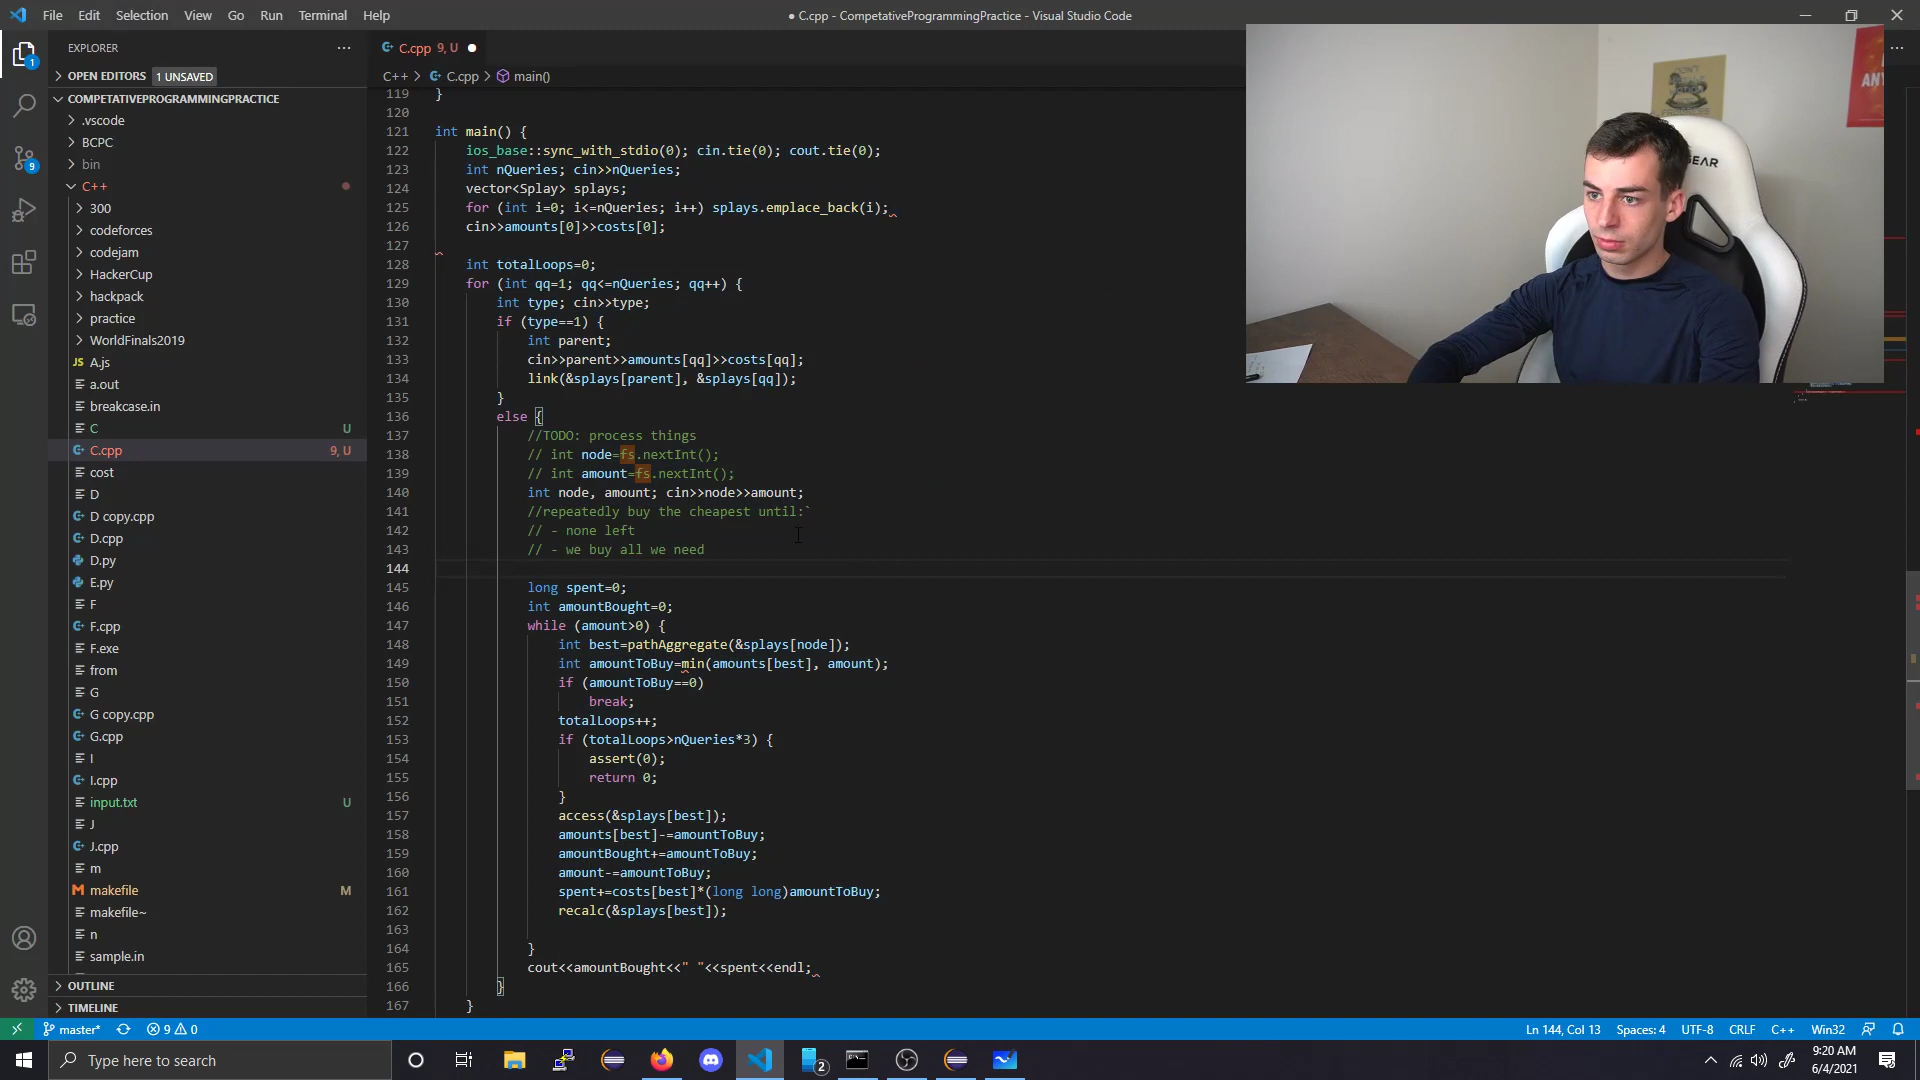 File Edit Selection View Go Run Terminal Help
● C.cpp - CompetativeProgrammingPractice - Visual Studio Code
EXPLORER
OPEN EDITORS 1 UNSAVED
COMPETATIVEPROGRAMMINGPRACTICE
.vscode
BCPC
bin
C++
300
codeforces
codejam
HackerCup
hackpack
practice
WorldFinals2019
JS A.js
a.out
breakcase.in
C U
C.cpp 9, U
cost
D
D copy.cpp
D.cpp
D.py
E.py
F
F.cpp
F.exe
from
G
G copy.cpp
G.cpp
I
I.cpp
input.txt U
J
J.cpp
m
M makefile M
makefile~
n
sample.in
OUTLINE
TIMELINE
C.cpp 9, U ●
C++ > C.cpp > main()
119 }
120
121 int main() {
122 ios_base::sync_with_stdio(0); cin.tie(0); cout.tie(0);
123 int nQueries; cin>>nQueries;
124 vector<Splay> splays;
125 for (int i=0; i<=nQueries; i++) splays.emplace_back(i);
126 cin>>amounts[0]>>costs[0];
127
128 int totalLoops=0;
129 for (int qq=1; qq<=nQueries; qq++) {
130 int type; cin>>type;
131 if (type==1) {
132 int parent;
133 cin>>parent>>amounts[qq]>>costs[qq];
134 link(&splays[parent], &splays[qq]);
135 }
136 else {
137 //TODO: process things
138 // int node=fs.nextInt();
139 // int amount=fs.nextInt();
140 int node, amount; cin>>node>>amount;
141 //repeatedly buy the cheapest until:`
142 // - none left
143 // - we buy all we need
144
145 long spent=0;
146 int amountBought=0;
147 while (amount>0) {
148 int best=pathAggregate(&splays[node]);
149 int amountToBuy=min(amounts[best], amount);
150 if (amountToBuy==0)
151 break;
152 totalLoops++;
153 if (totalLoops>nQueries*3) {
154 assert(0);
155 return 0;
156 }
157 access(&splays[best]);
158 amounts[best]-=amountToBuy;
159 amountBought+=amountToBuy;
160 amount-=amountToBuy;
161 spent+=costs[best]*(long long)amountToBuy;
162 recalc(&splays[best]);
163
164 }
165 cout<<amountBought<<" "<<spent<<endl;
166 }
167 }
master* 9 0
Ln 144, Col 13 Spaces: 4 UTF-8 CRLF C++ Win32
Type here to search
2
9:20 AM
6/4/2021